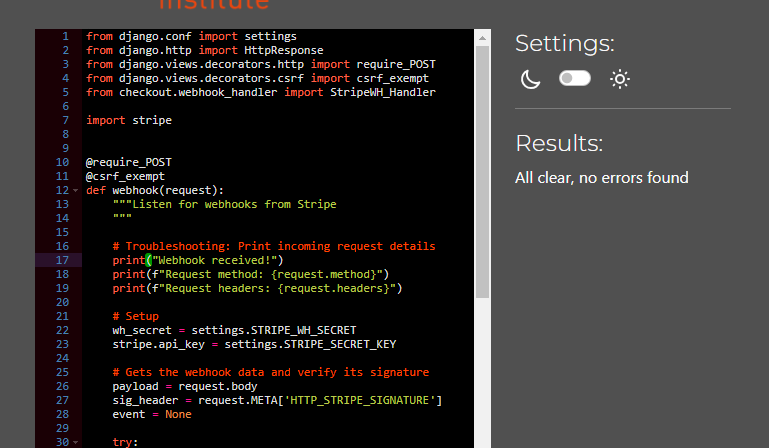 institute
1 from django.conf import settings
2 from django.http import HttpResponse
3 from django.views.decorators.http import require_POST
4 from django.views.decorators.csrf import csrf_exempt
5 from checkout.webhook_handler import StripeWH_Handler
6
7 import stripe
8
9
10 @require_POST
11 @csrf_exempt
12 def webhook(request):
13     """Listen for webhooks from Stripe
14     """
15
16     # Troubleshooting: Print incoming request details
17     print("Webhook received!")
18     print(f"Request method: {request.method}")
19     print(f"Request headers: {request.headers}")
20
21     # Setup
22     wh_secret = settings.STRIPE_WH_SECRET
23     stripe.api_key = settings.STRIPE_SECRET_KEY
24
25     # Gets the webhook data and verify its signature
26     payload = request.body
27     sig_header = request.META['HTTP_STRIPE_SIGNATURE']
28     event = None
29
30     try:
Settings:
Results:
All clear, no errors found